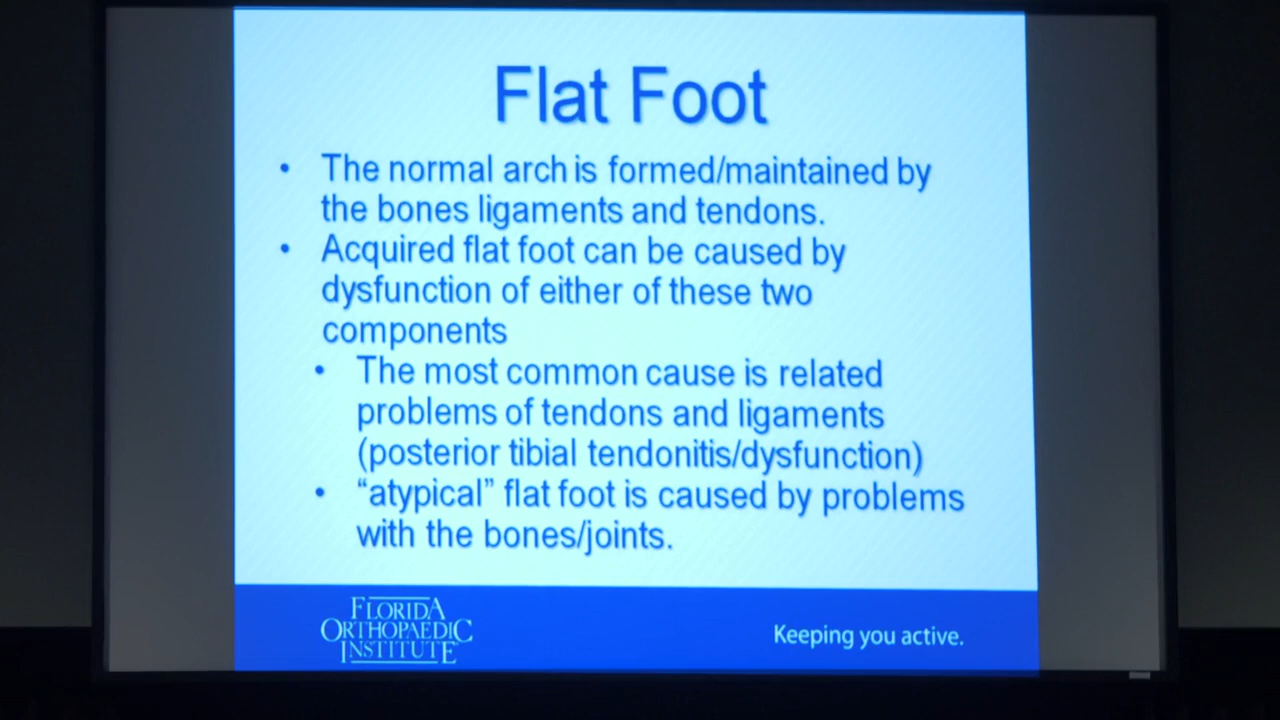 Flat Foot
• The normal arch is formed/maintained by
the bones ligaments and tendons.
• Acquired flat foot can be caused by
dysfunction of either of these two
components
• The most common cause is related
problems of tendons and ligaments
(posterior tibial tendonitis/dysfunction)
• “atypical” flat foot is caused by problems
with the bones/joints.
FLORIDA
ORTHOPAEDIC
INSTITUTE
Keeping you active.